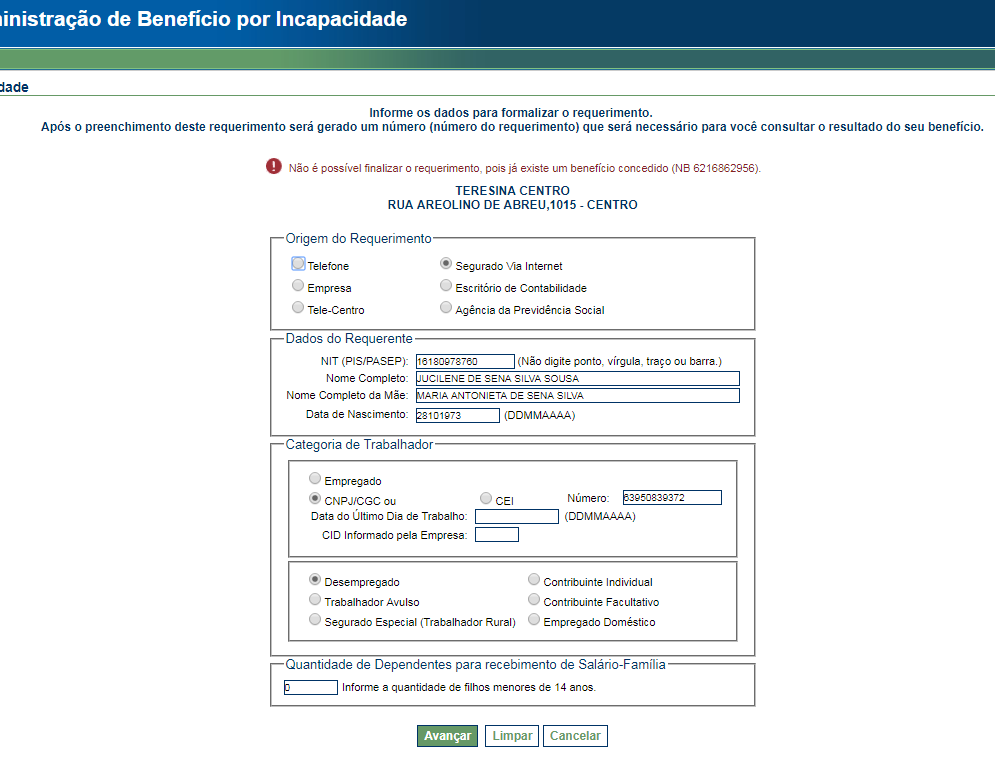 inistração de Benefício por Incapacidade
dade
Informe os dados para formalizar o requerimento.
Após o preenchimento deste requerimento será gerado um número (número do requerimento) que será necessário para você consultar o resultado do seu benefício.
! Não é possível finalizar o requerimento, pois já existe um benefício concedido (NB 6216862956).
TERESINA CENTRO
RUA AREOLINO DE ABREU,1015 - CENTRO
Origem do Requerimento
Telefone Segurado Via Internet
Empresa Escritório de Contabilidade
Tele-Centro Agência da Previdência Social
Dados do Requerente
NIT (PIS/PASEP): 16180978760 (Não digite ponto, vírgula, traço ou barra.)
Nome Completo: JUCILENE DE SENA SILVA SOUSA
Nome Completo da Mãe: MARIA ANTONIETA DE SENA SILVA
Data de Nascimento: 28101973 (DDMMAAAA)
Categoria de Trabalhador
Empregado
CNPJ/CGC ou CEI Número: 63950839372
Data do Último Dia de Trabalho: (DDMMAAAA)
CID Informado pela Empresa:
Desempregado Contribuinte Individual
Trabalhador Avulso Contribuinte Facultativo
Segurado Especial (Trabalhador Rural) Empregado Doméstico
Quantidade de Dependentes para recebimento de Salário-Família
0 Informe a quantidade de filhos menores de 14 anos.
Avançar Limpar Cancelar